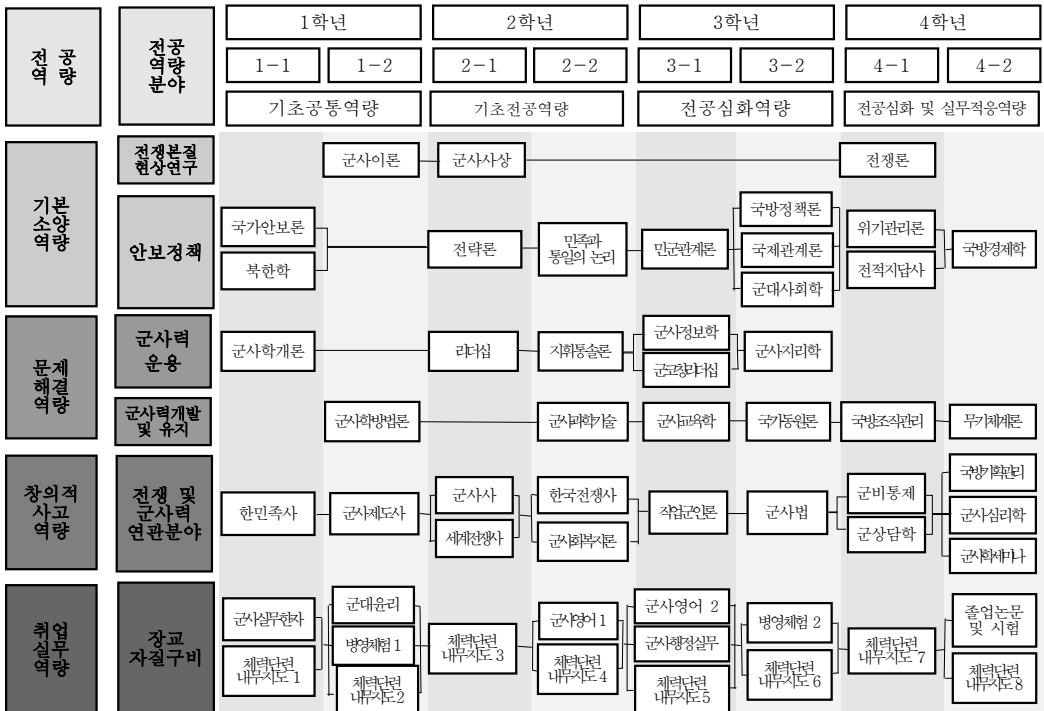 전 공
역 량
전공
역량
분야
1학년
2학년
3학년
4학년
1-1
1-2
2-1
2-2
3-1
3-2
4-1
4-2
기초공통역량
기초전공역량
전공심화역량
전공심화 및 실무적응역량
기본
소양
역량
전쟁본질
현상연구
군사이론
군사사상
전쟁론
안보정책
국가안보론
북한학
전략론
민족과
통일의 논리
민군관계론
국방정책론
국제관계론
군대사회학
위기관리론
전적지답사
국방경제학
문제
해결
역량
군사력
운용
군사학개론
리더십
지휘통솔론
군사정보학
군고창리더십
군사지리학
군사력개발
및 유지
군사학방법론
군사과학기술
군사교육학
국가동원론
국방조직관리
무기체계론
창의적
사고
역량
전쟁 및
군사력
연관분야
한민족사
군사제도사
군사사
세계전쟁사
한국전쟁사
군사회복지론
직업군인론
군사법
군비통제
군상담학
국방기획관리
군사심리학
군사학세미나
취업
실무
역량
장교
자질구비
군사실무한자
체력단련
내무지도 1
군대윤리
병영체험 1
체력단련
내무지도2
체력단련
내무지도 3
군사영어 1
체력단련
내무지도 4
군사영어 2
군사행정실무
체력단련
내무지도5
병영체험 2
체력단련
내무지도 6
체력단련
내무지도 7
졸업논문
및 시험
체력단련
내무지도8